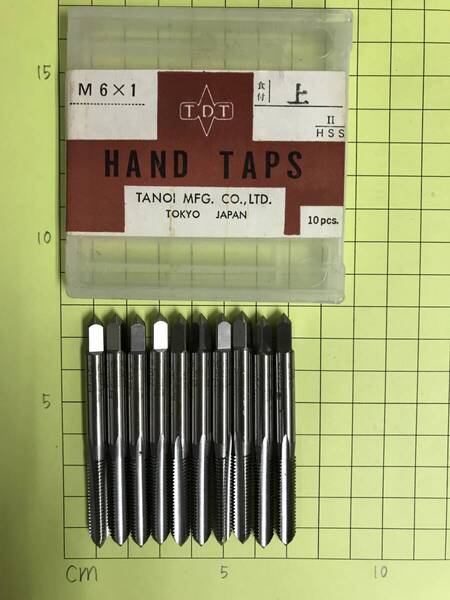 15
M 6×1
食付
上
TDT
II
HSS
HAND TAPS
TANOI MFG. CO., LTD.
TOKYO JAPAN
10 pcs.
10
5
CM
5
10